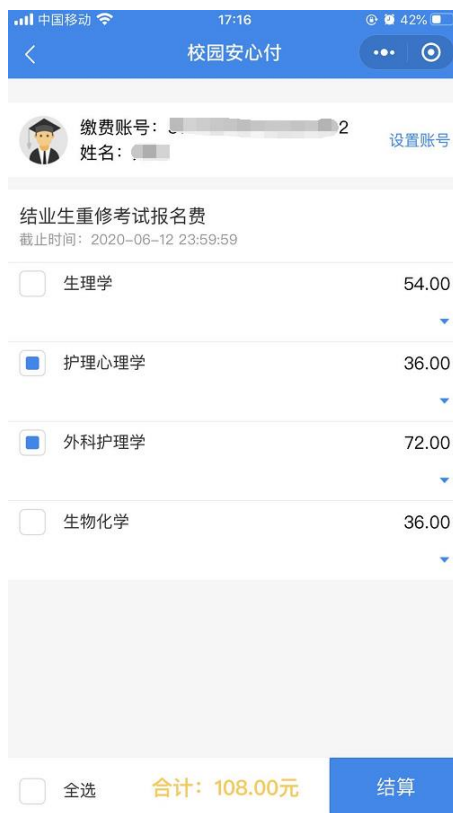 中国移动 17:16 42%
校园安心付
缴费账号： 2
姓名：
设置账号
结业生重修考试报名费
截止时间：2020-06-12 23:59:59
生理学 54.00
护理心理学 36.00
外科护理学 72.00
生物化学 36.00
全选 合计：108.00元 结算